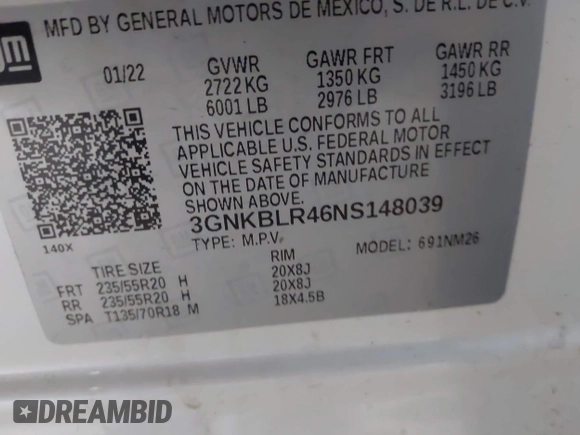 MFD BY GENERAL MOTORS DE MEXICO, S. DE R.L. DE C.V.
01/22
GVWR
2722 KG
6001 LB
GAWR FRT
1350 KG
2976 LB
GAWR RR
1450 KG
3196 LB
THIS VEHICLE CONFORMS TO ALL
APPLICABLE U.S. FEDERAL MOTOR
VEHICLE SAFETY STANDARDS IN EFFECT
ON THE DATE OF MANUFACTURE
SHOWN ABOVE.
3GNKBLR46NS148039
140X
TYPE: M.P.V.
MODEL: 691NM26
TIRE SIZE RIM
FRT 235/55R20 H 20X8J
RR 235/55R20 H 20X8J
SPA T135/70R18 M 18X4.5B
DREAMBID